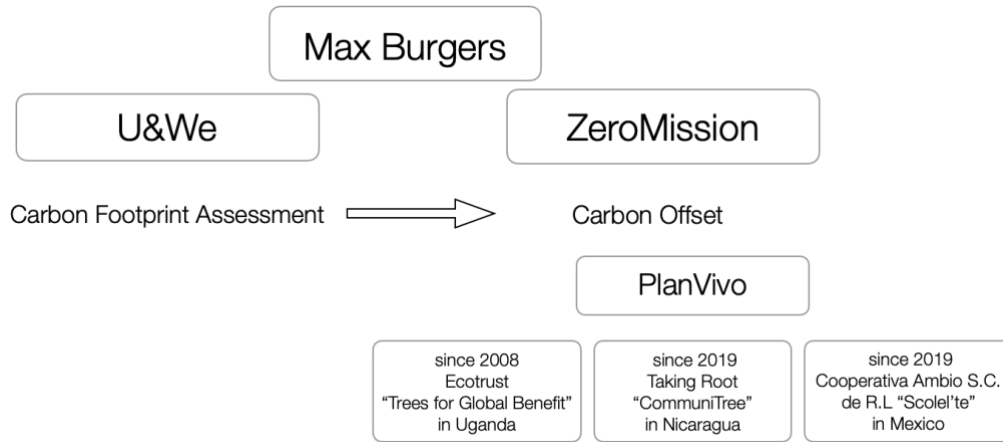 Max Burgers
U&We
ZeroMission
Carbon Footprint Assessment
Carbon Offset
PlanVivo
since 2008
Ecotrust
“Trees for Global Benefit”
in Uganda
since 2019
Taking Root
“CommuniTree”
in Nicaragua
since 2019
Cooperativa Ambio S.C.
de R.L “Scolel’te”
in Mexico